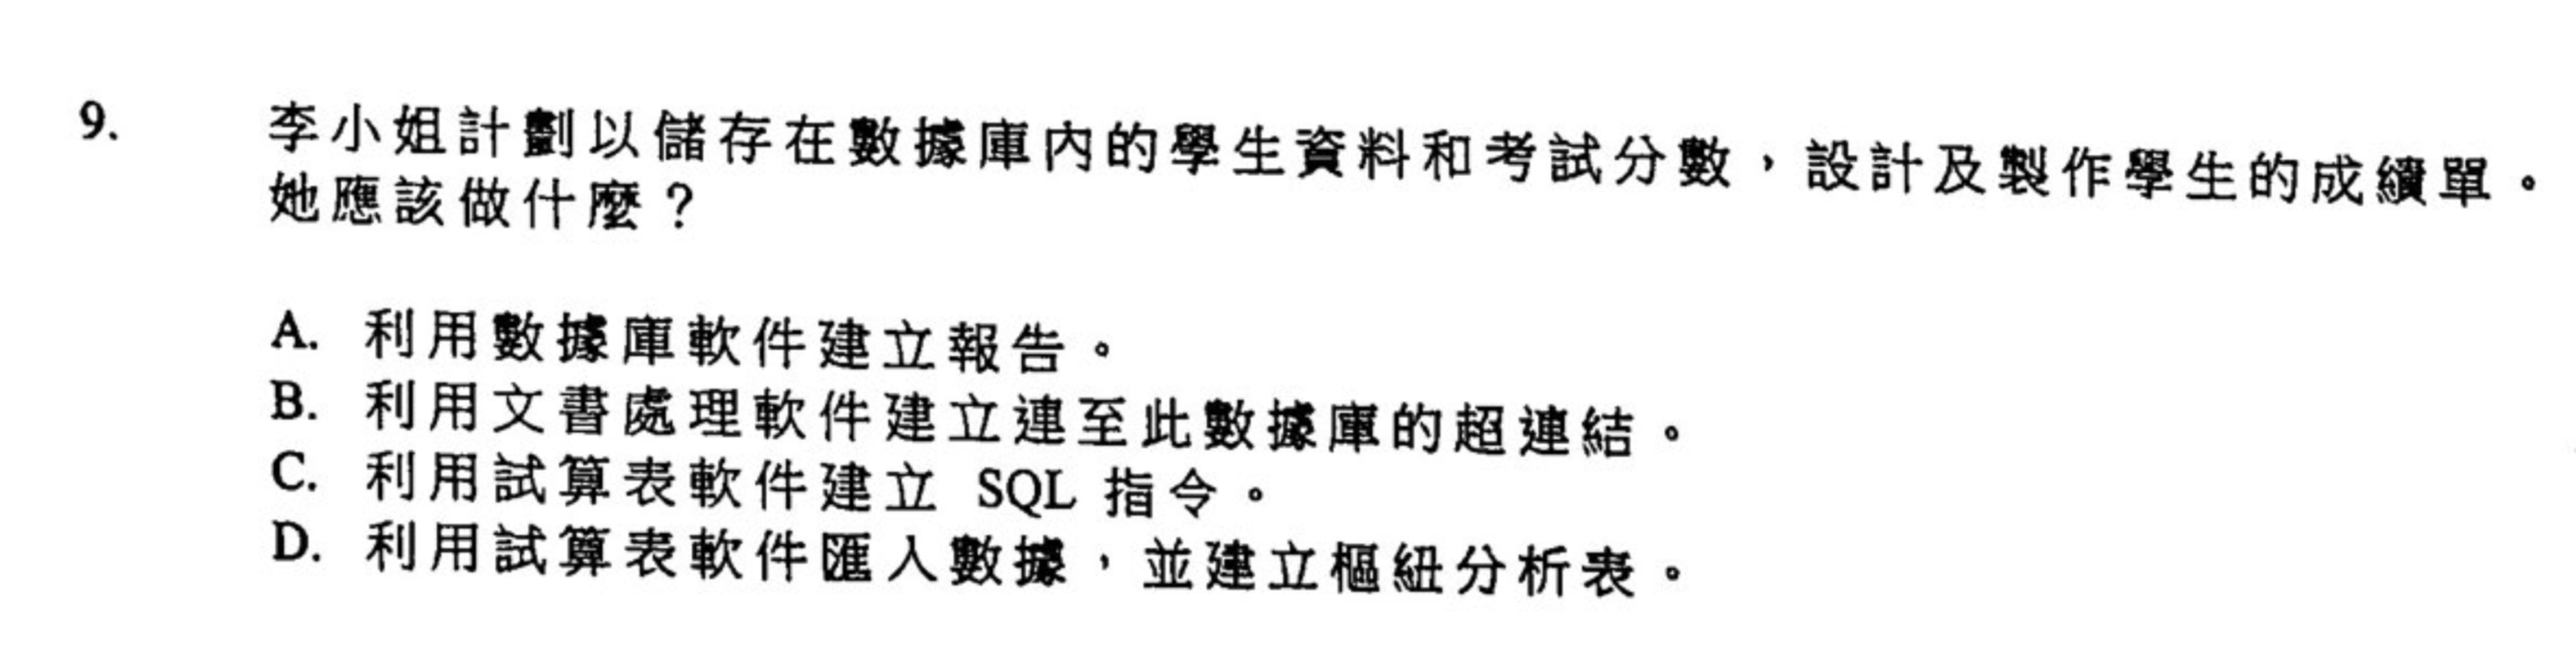 9. 李小姐計劃以儲存在數據庫內的學生資料和考試分數，設計及製作學生的成績單。
她應該做什麼？
A. 利用數據庫軟件建立報告。
B. 利用文書處理軟件建立連至此數據庫的超連結。
C. 利用試算表軟件建立 SQL 指令。
D. 利用試算表軟件匯入數據，並建立樞紐分析表。